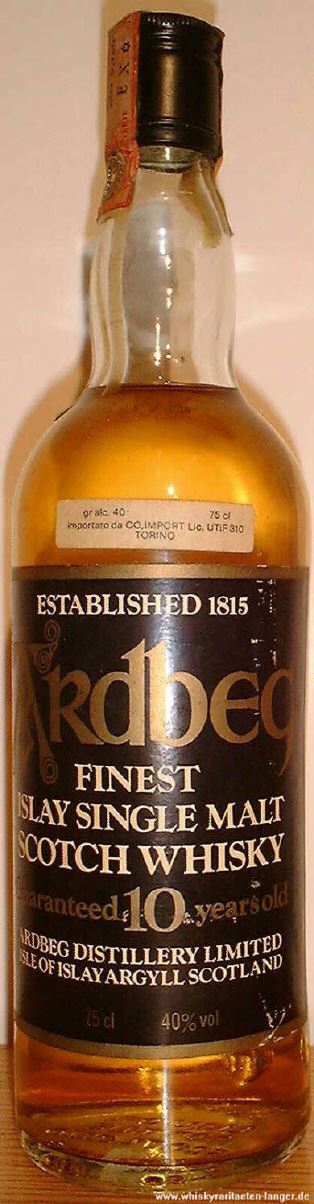 EX
gr alc. 40° 75 cl
importato da CO.IMPORT Lic. UTIF 310
TORINO
ESTABLISHED 1815
Ardbeg
FINEST
ISLAY SINGLE MALT
SCOTCH WHISKY
Guaranteed 10 years old
ARDBEG DISTILLERY LIMITED
ISLE OF ISLAY ARGYLL SCOTLAND
75 cl 40% vol
www.whiskyraritaeten-langer.de